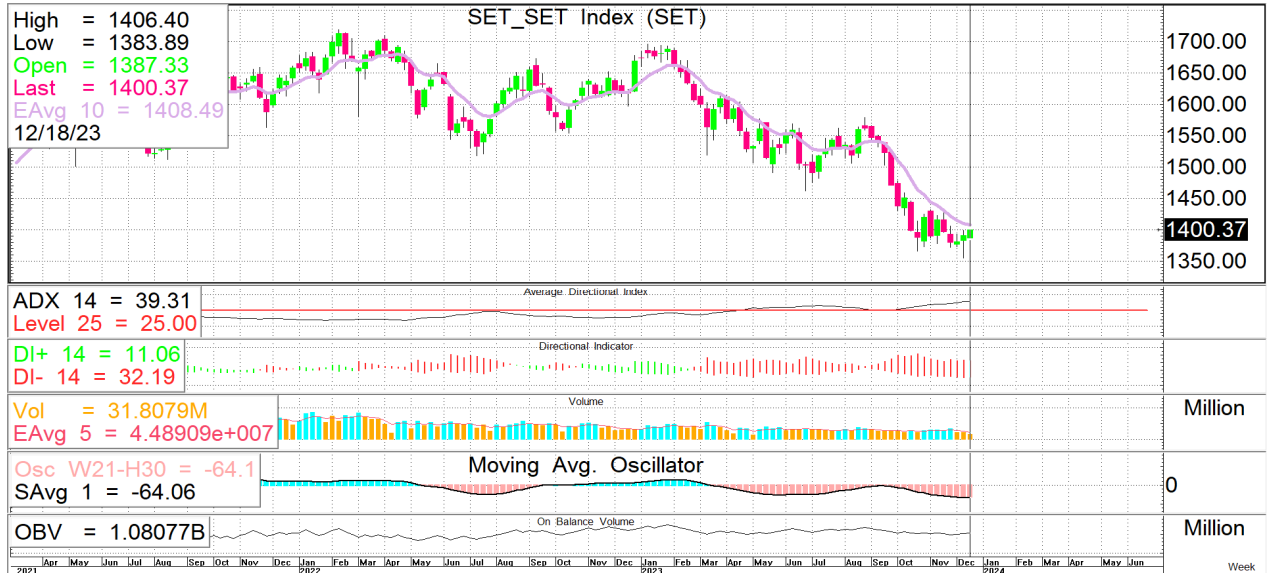 SET_SET Index (SET)
High = 1406.40
Low = 1383.89
Open = 1387.33
Last = 1400.37
EAvg 10 = 1408.49
12/18/23
1700.00
1650.00
1600.00
1550.00
1500.00
1450.00
1400.37
1350.00
Average Directional Index
ADX 14 = 39.31
Level 25 = 25.00
Directional Indicator
DI+ 14 = 11.06
DI- 14 = 32.19
Volume
Vol = 31.8079M
EAvg 5 = 4.48909e+007
Million
Moving Avg. Oscillator
Osc W21-H30 = -64.1
SAvg 1 = -64.06
0
On Balance Volume
OBV = 1.08077B
Million
Apr May Jun Jul Aug Sep Oct Nov Dec Jan Feb Mar Apr May Jun Jul Aug Sep Oct Nov Dec Jan Feb Mar Apr May Jun Jul Aug Sep Oct Nov Dec Jan Feb Mar Apr May Jun
2021 2022 2023 2024 Week